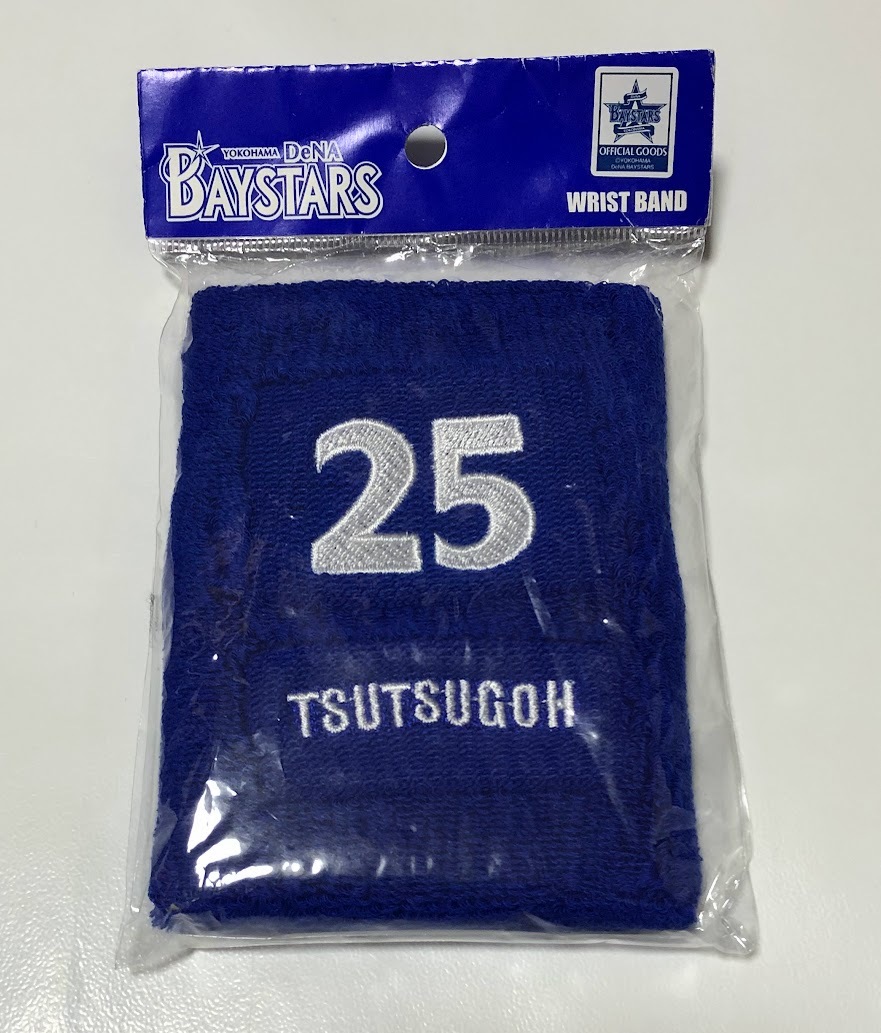 YOKOHAMA DeNA
BAYSTARS
BAYSTARS
OFFICIAL GOODS
©YOKOHAMA
DeNA BAYSTARS
WRIST BAND
25
TSUTSUGOH